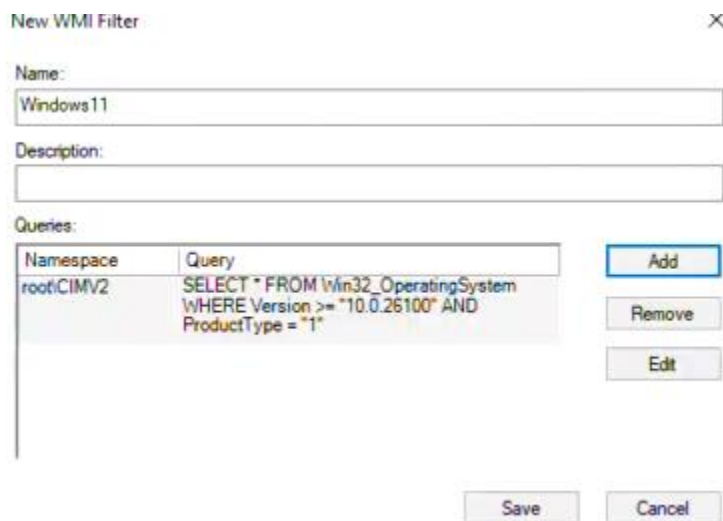 New WMI Filter
Name:
Windows11
Description:
Queries:
Namespace Query
root\CIMV2 SELECT * FROM Win32_OperatingSystem
WHERE Version >= "10.0.26100" AND
ProductType = "1"
Add
Remove
Edit
Save Cancel